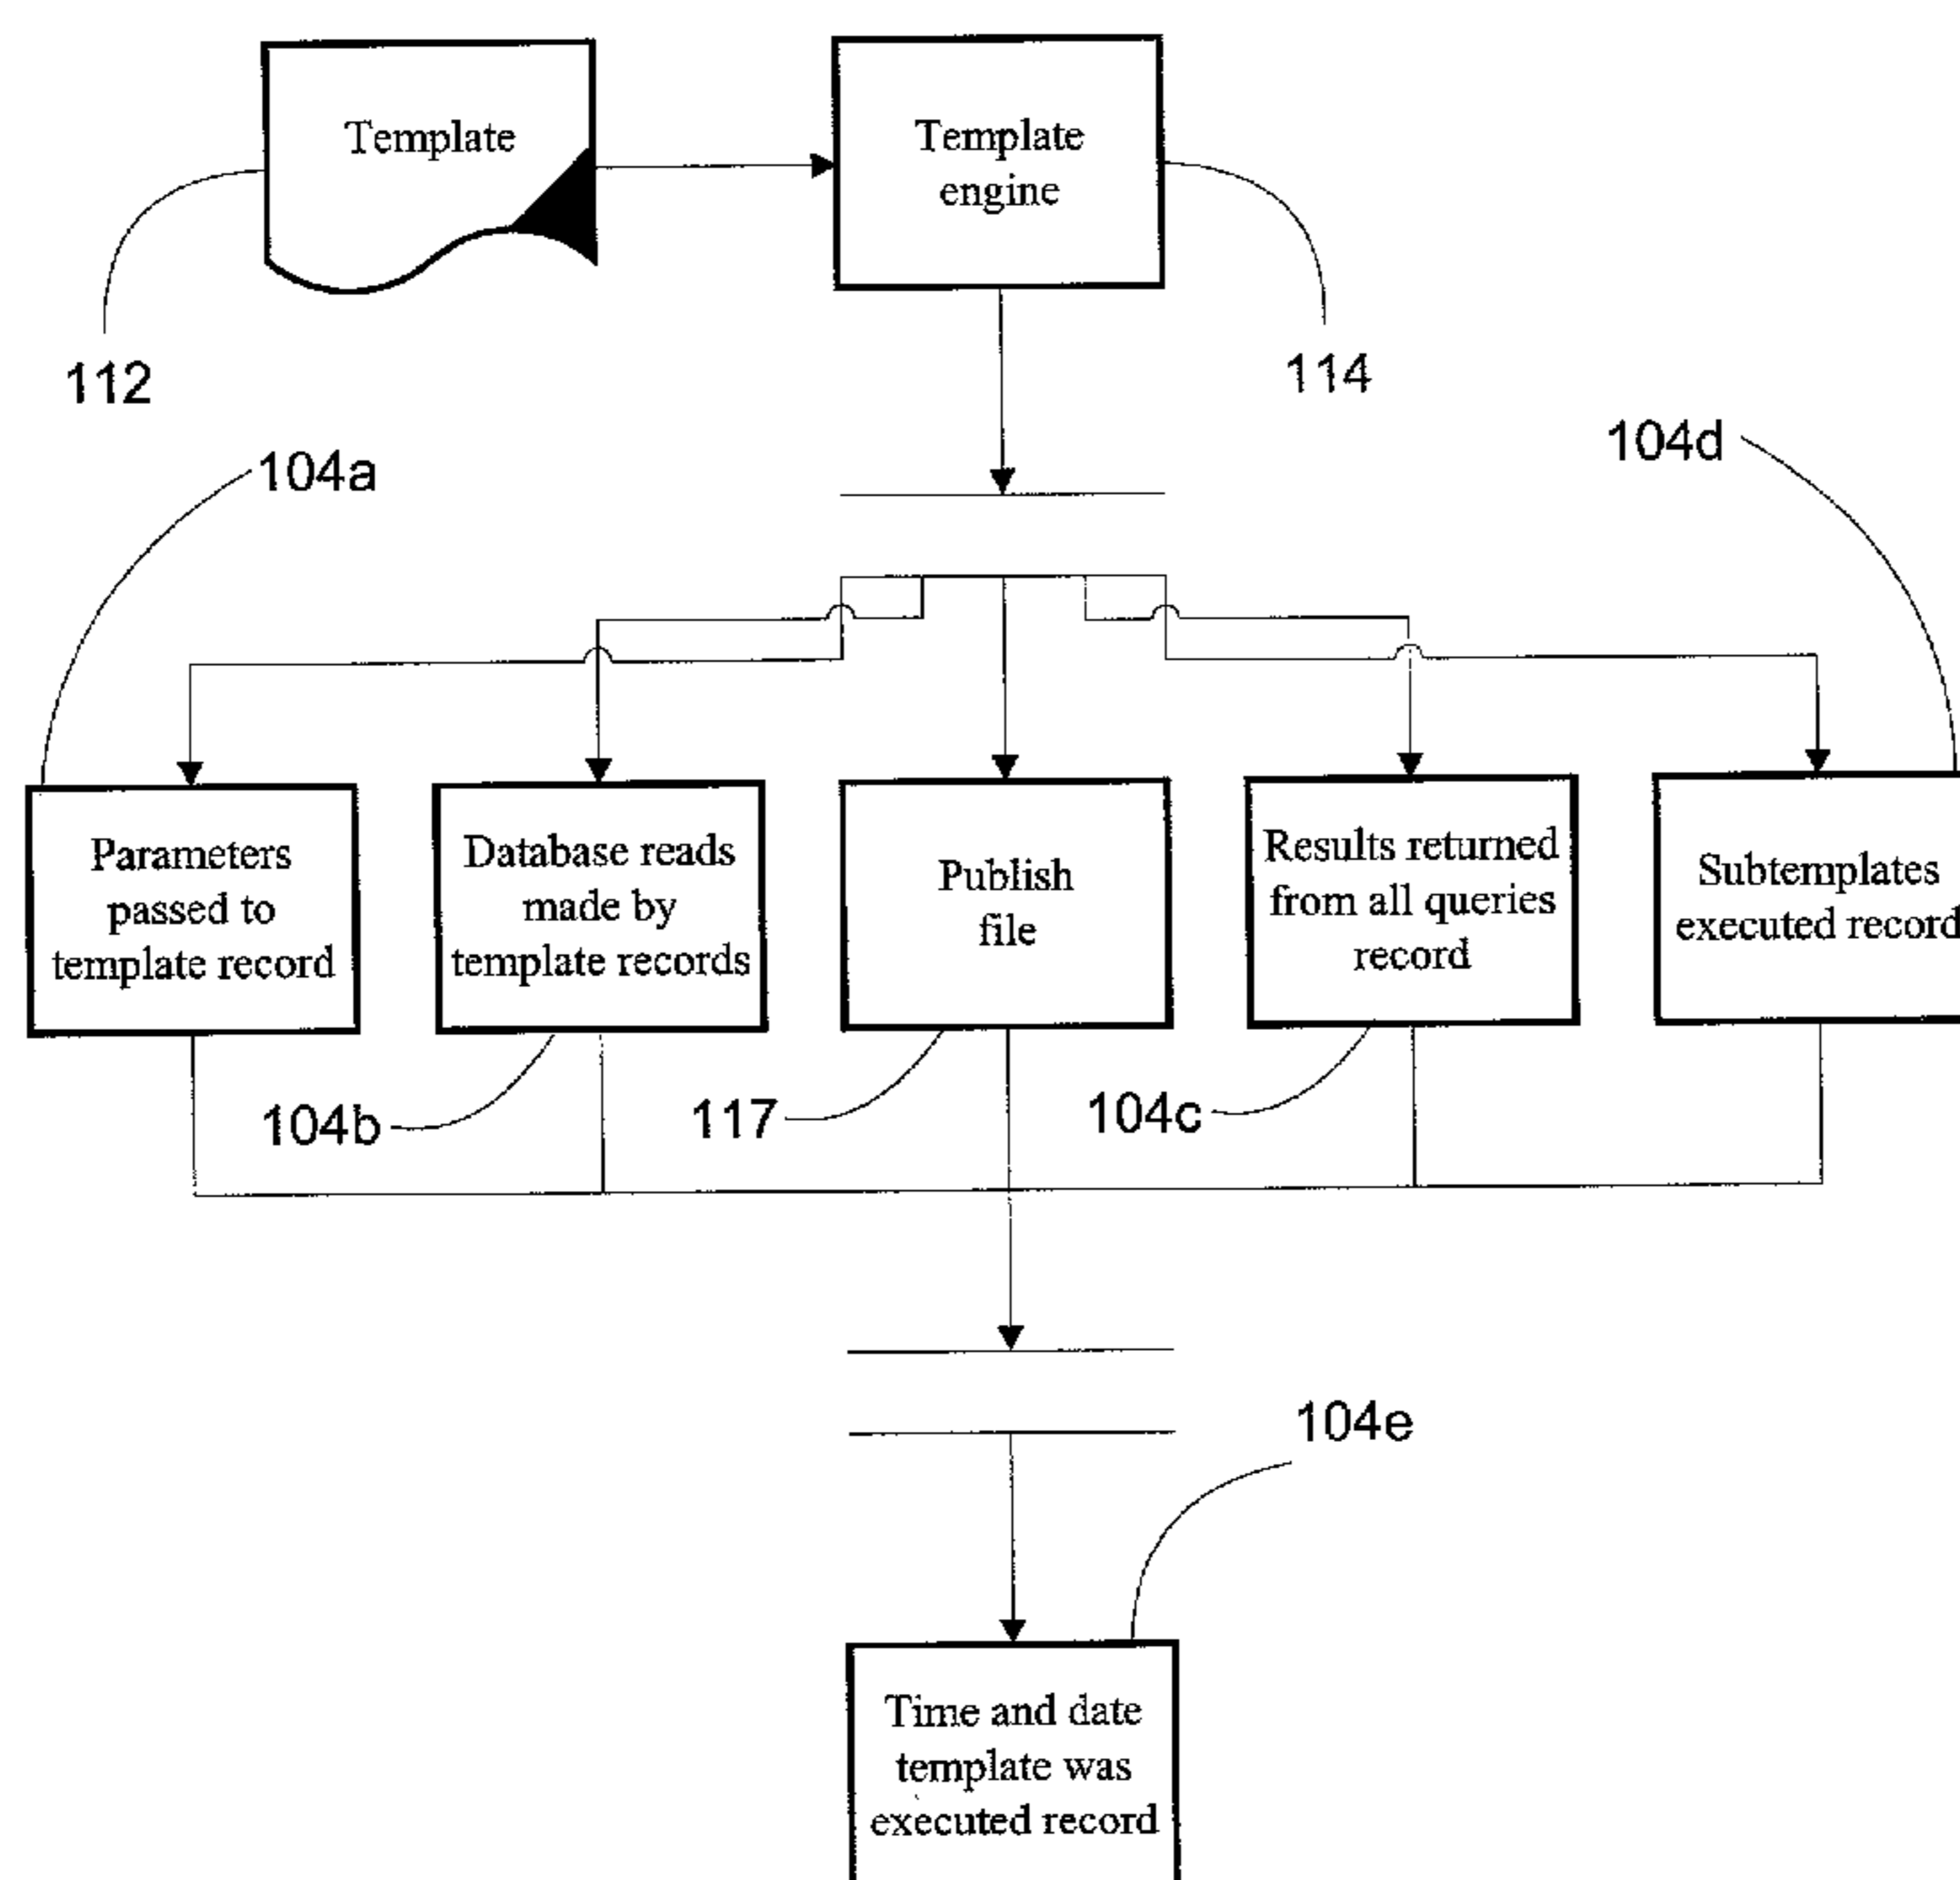 Template
Template
engine
112
114
104a
104d
Parameters
passed to
template record
Database reads
made by
template records
Publish
file
Results returned
from all queries
record
Subtemplates
executed record
104b
117
104c
104e
Time and date
template was
executed record